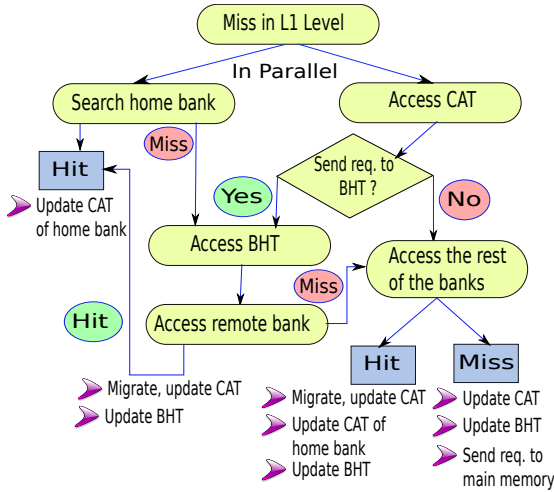 Miss in L1 Level
In Parallel
Search home bank
Access CAT
Miss
Hit
Send req. to
BHT ?
Update CAT
of home bank
Yes
No
Access BHT
Access the rest
of the banks
Miss
Hit
Access remote bank
Hit
Miss
Migrate, update CAT
Update BHT
Migrate, update CAT
Update CAT of
home bank
Update BHT
Update CAT
Update BHT
Send req. to
main memory